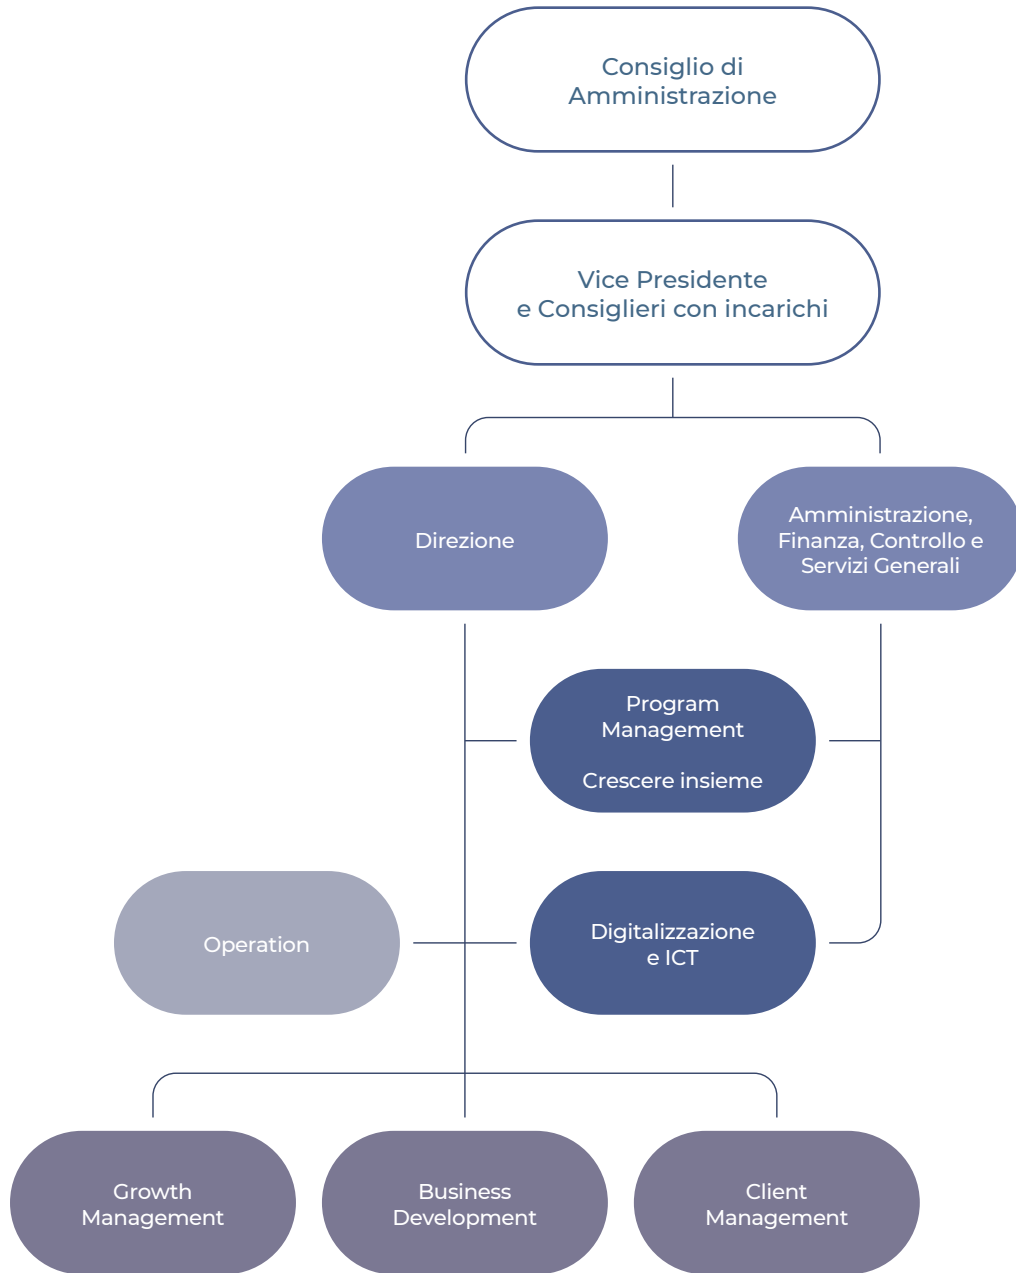 Consiglio di
Amministrazione
Vice Presidente
e Consiglieri con incarichi
Direzione
Amministrazione,
Finanza, Controllo e
Servizi Generali
Program
Management
Crescere insieme
Operation
Digitalizzazione
e ICT
Growth
Management
Business
Development
Client
Management